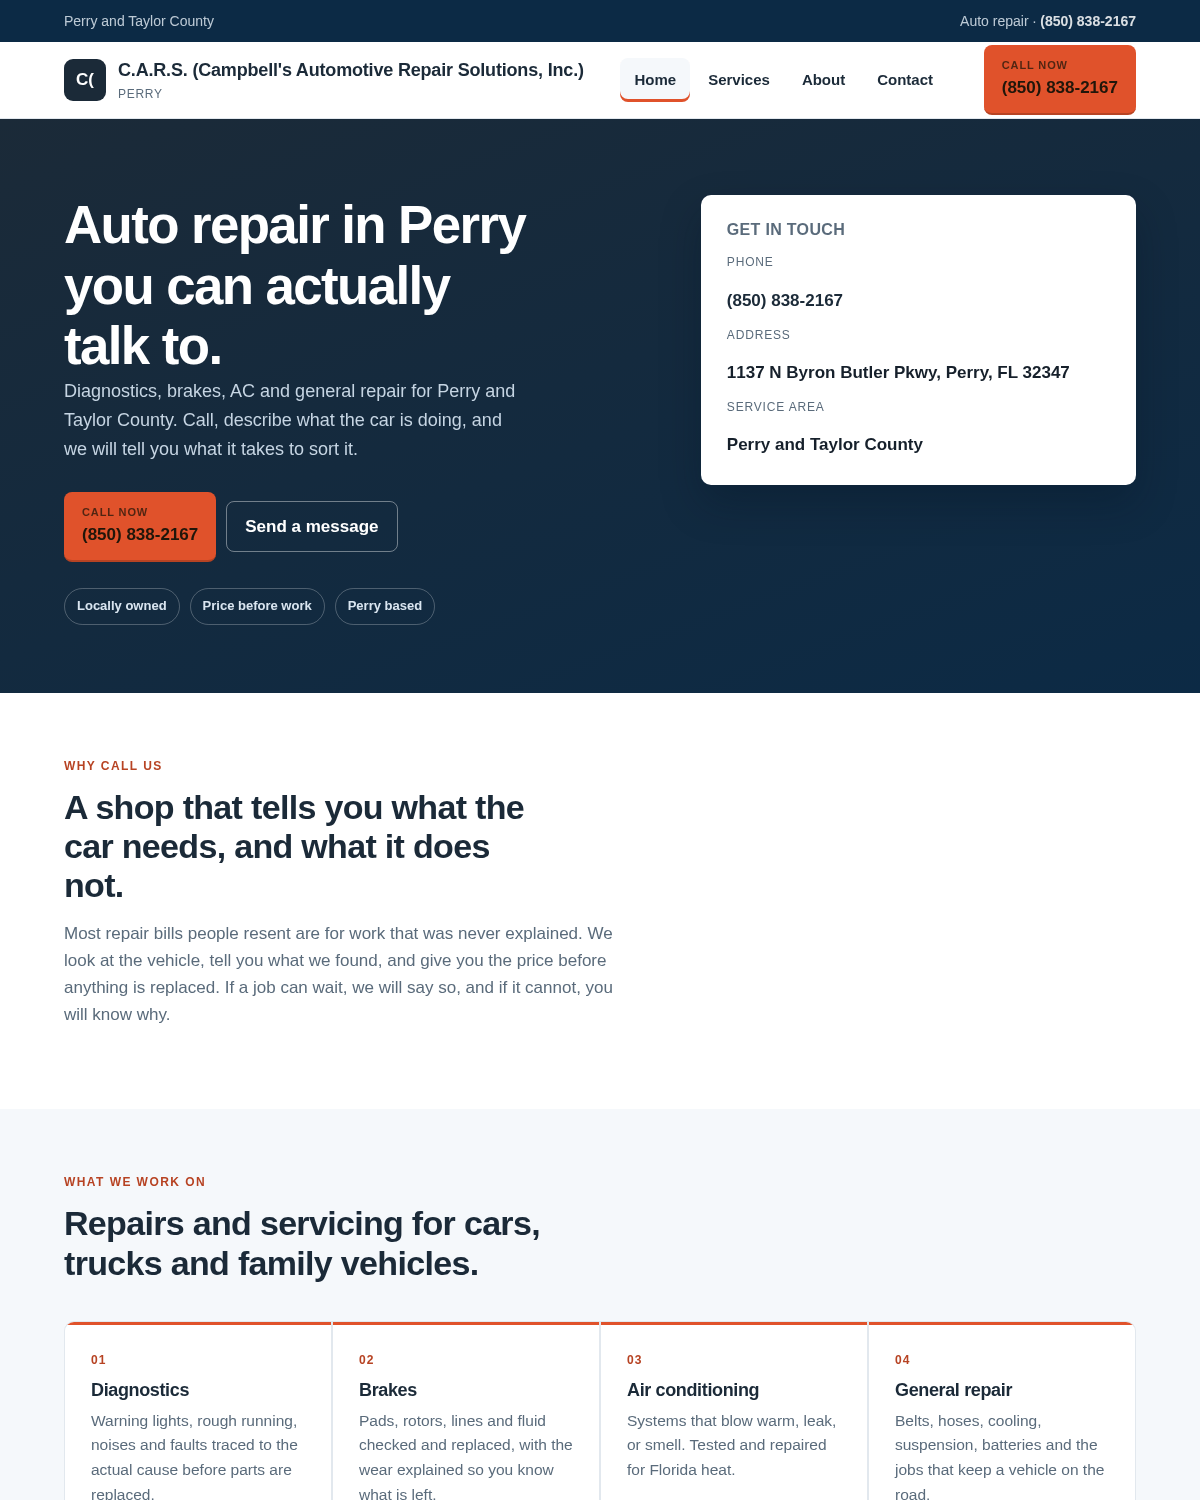 Perry and Taylor County
Auto repair · (850) 838-2167
C(
C.A.R.S. (Campbell's Automotive Repair Solutions, Inc.)
PERRY
Home
Services
About
Contact
CALL NOW
(850) 838-2167
Auto repair in Perry
you can actually
talk to.
Diagnostics, brakes, AC and general repair for Perry and
Taylor County. Call, describe what the car is doing, and
we will tell you what it takes to sort it.
CALL NOW
(850) 838-2167
Send a message
Locally owned
Price before work
Perry based
GET IN TOUCH
PHONE
(850) 838-2167
ADDRESS
1137 N Byron Butler Pkwy, Perry, FL 32347
SERVICE AREA
Perry and Taylor County
WHY CALL US
A shop that tells you what the
car needs, and what it does
not.
Most repair bills people resent are for work that was never explained. We
look at the vehicle, tell you what we found, and give you the price before
anything is replaced. If a job can wait, we will say so, and if it cannot, you
will know why.
WHAT WE WORK ON
Repairs and servicing for cars,
trucks and family vehicles.
01
Diagnostics
Warning lights, rough running,
noises and faults traced to the
actual cause before parts are
replaced.
02
Brakes
Pads, rotors, lines and fluid
checked and replaced, with the
wear explained so you know
what is left.
03
Air conditioning
Systems that blow warm, leak,
or smell. Tested and repaired
for Florida heat.
04
General repair
Belts, hoses, cooling,
suspension, batteries and the
jobs that keep a vehicle on the
road.